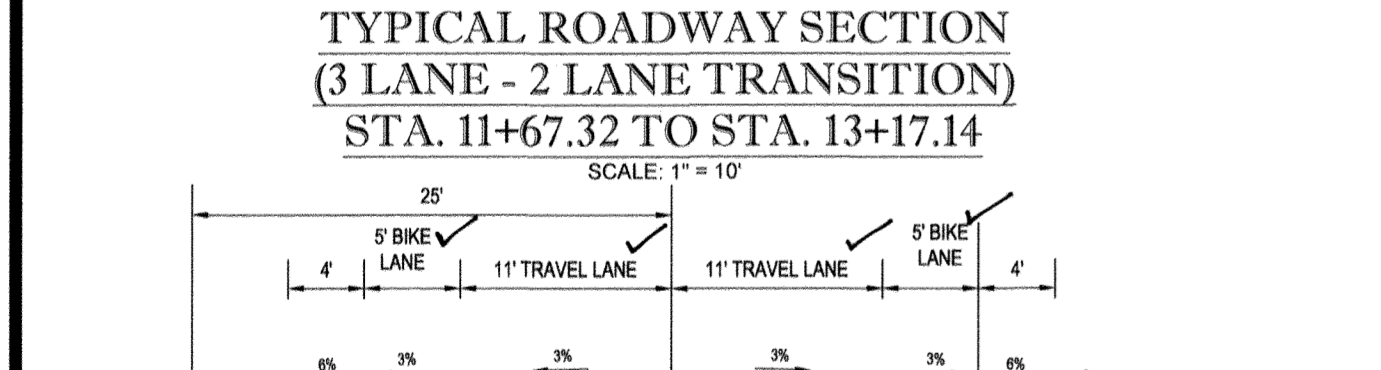 TYPICAL ROADWAY SECTION
(3 LANE - 2 LANE TRANSITION)
STA. 11+67.32 TO STA. 13+17.14
SCALE: 1" = 10'
25'
4'
5' BIKE
LANE
11' TRAVEL LANE
11' TRAVEL LANE
5' BIKE
LANE
4'
6%
3%
3%
3%
3%
6%